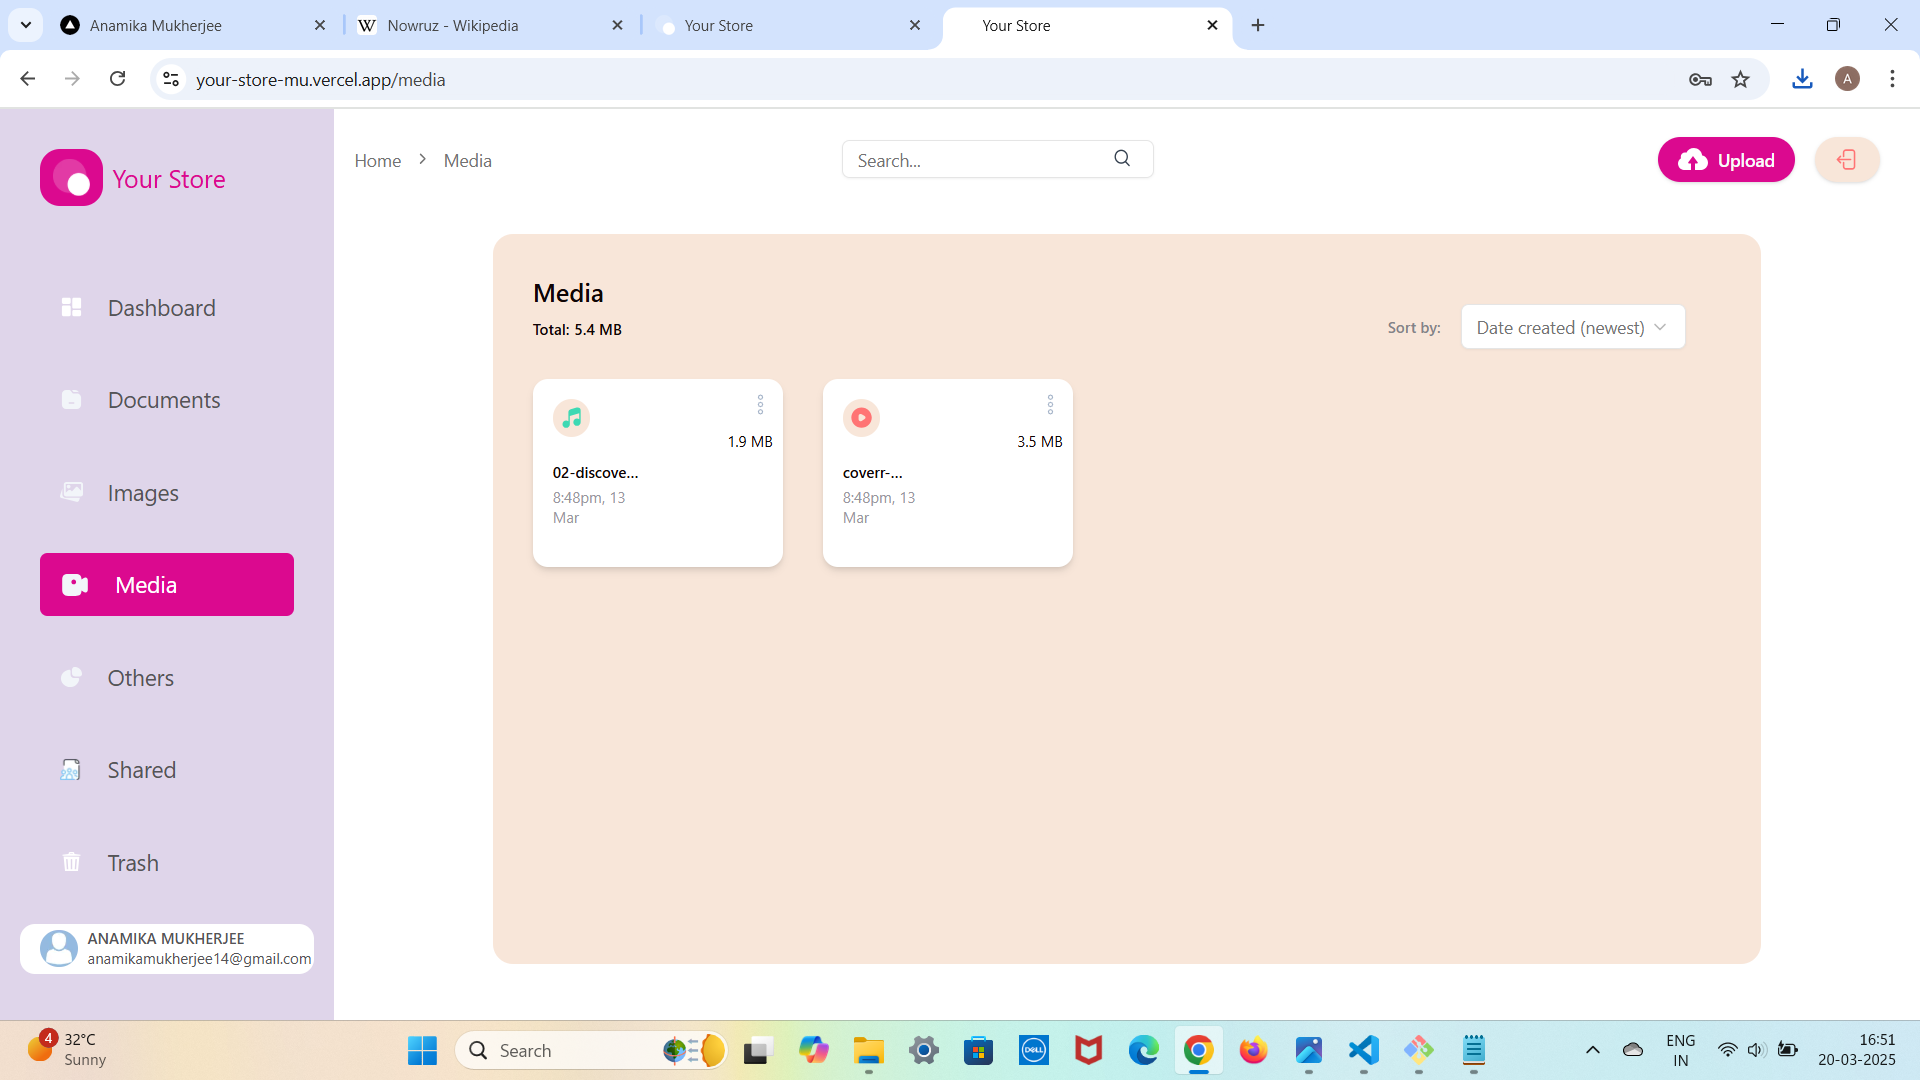 Anamika Mukherjee
Nowruz - Wikipedia
Your Store
Your Store
your-store-mu.vercel.app/media
A
Your Store
Home
Media
Search...
Upload
Dashboard
Documents
Images
Media
Others
Shared
Trash
ANAMIKA MUKHERJEE
anamikamukherjee14@gmail.com
Media
Total: 5.4 MB
Sort by:
Date created (newest)
1.9 MB
02-discove...
8:48pm, 13
Mar
3.5 MB
coverr-...
8:48pm, 13
Mar
4
32°C
Sunny
Search
DELL
ENG
IN
16:51
20-03-2025